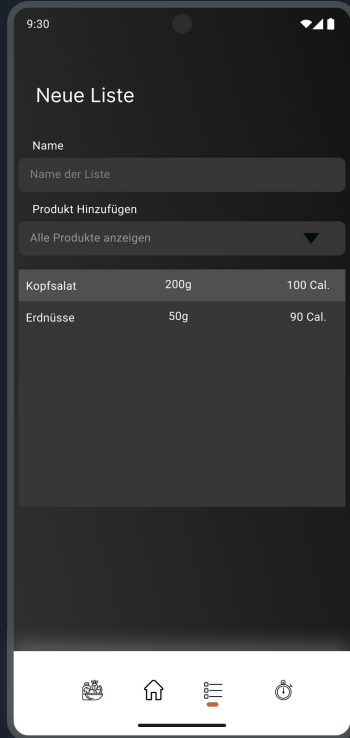 9:30
Neue Liste
Name
Name der Liste
Produkt Hinzufügen
Alle Produkte anzeigen
Kopfsalat 200g 100 Cal.
Erdnüsse 50g 90 Cal.